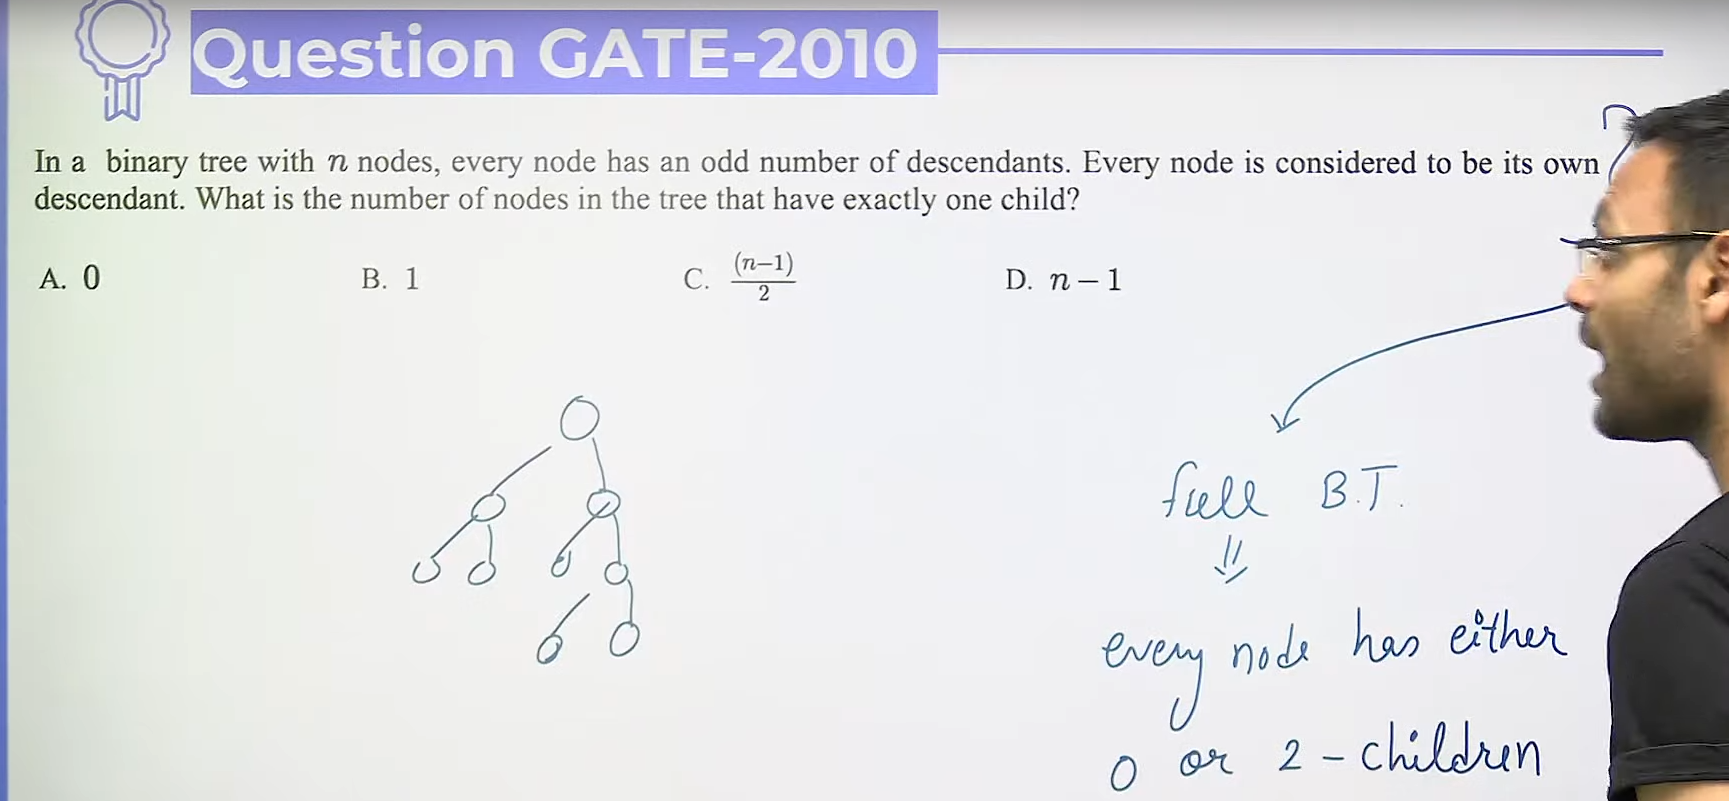 Question GATE-2010
In a binary tree with n nodes, every node has an odd number of descendants. Every node is considered to be its own
descendant. What is the number of nodes in the tree that have exactly one child?
A. 0 B. 1 C. (n−1)/2 D. n − 1
full B.T.
⇓
every node has either
0 or 2 - children